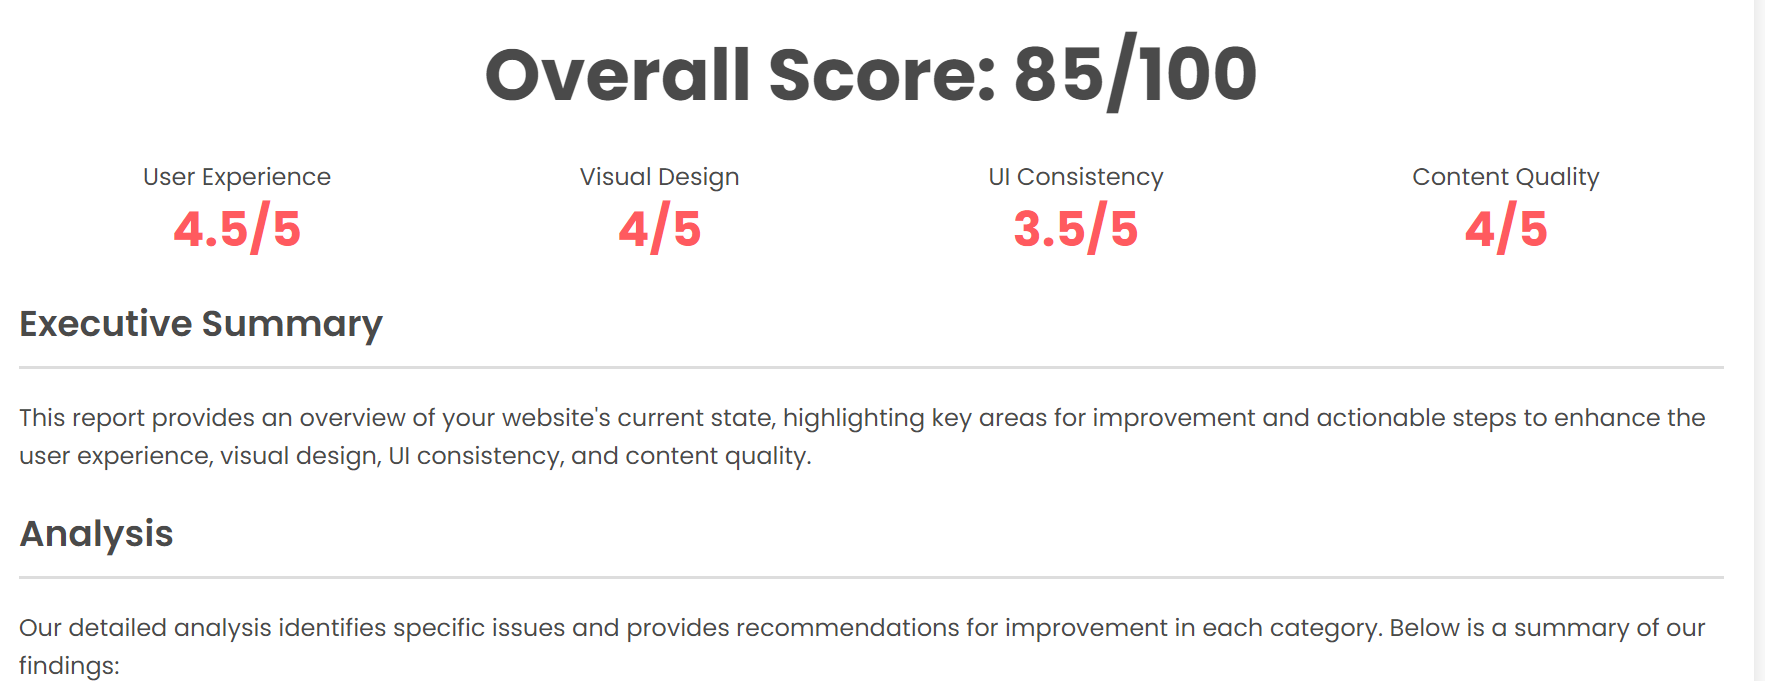 Overall Score: 85/100
User Experience
4.5/5
Visual Design
4/5
UI Consistency
3.5/5
Content Quality
4/5
Executive Summary
This report provides an overview of your website's current state, highlighting key areas for improvement and actionable steps to enhance the
user experience, visual design, UI consistency, and content quality.
Analysis
Our detailed analysis identifies specific issues and provides recommendations for improvement in each category. Below is a summary of our
findings: